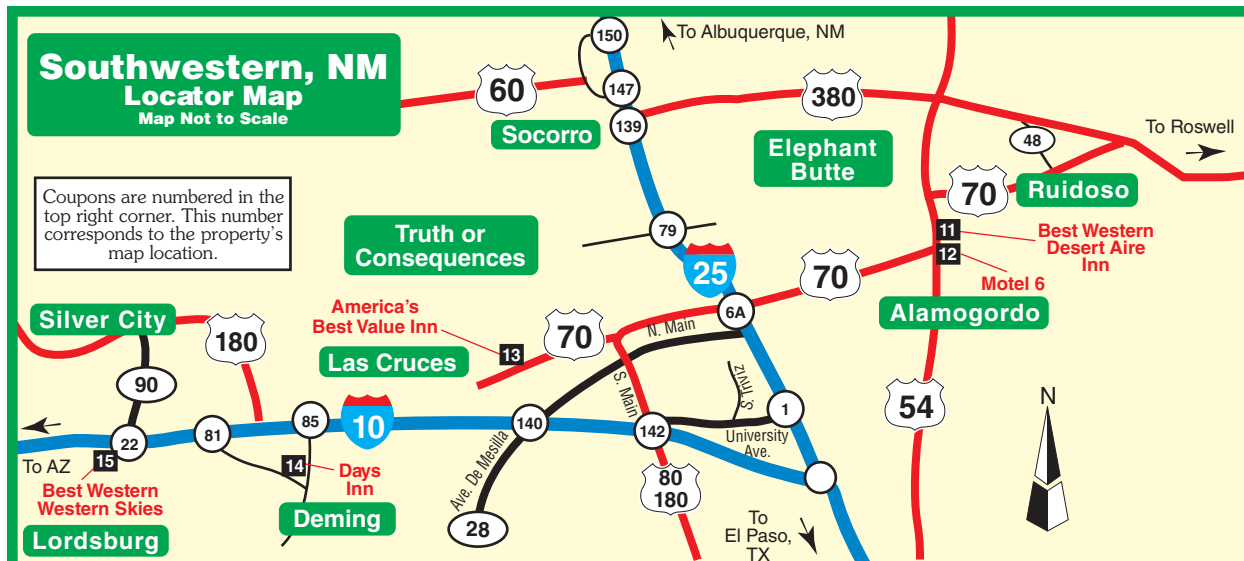 Southwestern, NM
Locator Map
Map Not to Scale
Coupons are numbered in the
top right corner. This number
corresponds to the property's
map location.
150
To Albuquerque, NM
60
147
139
Socorro
380
Elephant
Butte
48
To Roswell
70
Ruidoso
79
Truth or
Consequences
25
70
11
12
Best Western
Desert Aire
Inn
Motel 6
Alamogordo
Silver City
180
90
America's
Best Value Inn
13
70
Las Cruces
6A
N. Main
S. Main
S. Triviz
1
University
Ave.
54
N
22
81
85
10
140
142
To AZ
15
Best Western
Western Skies
Lordsburg
14
Days
Inn
Deming
Ave. De Mesilla
28
80
180
To
El Paso,
TX